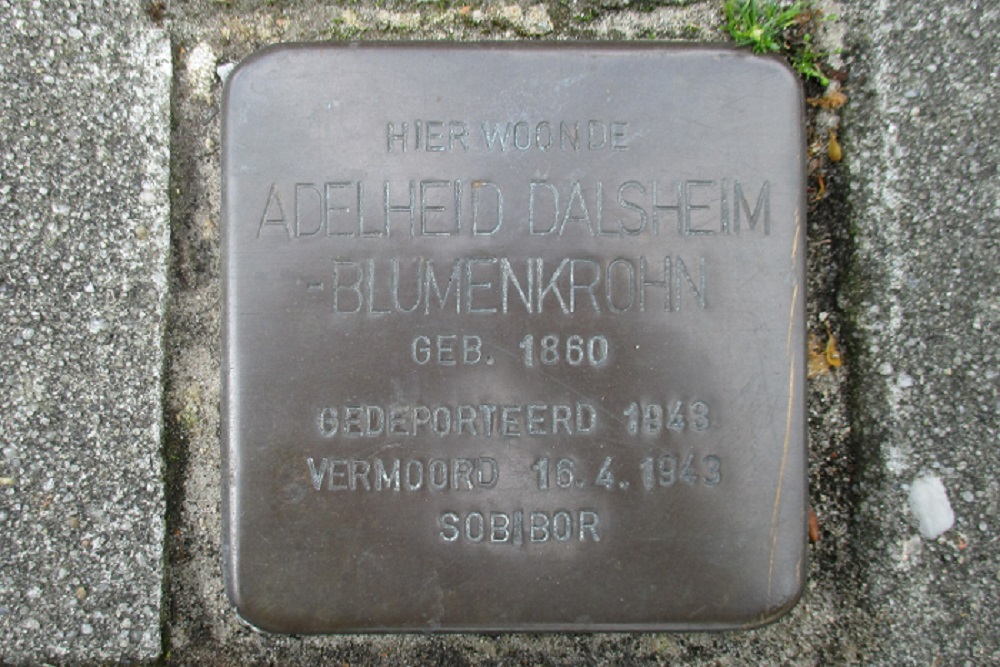 HIER WOONDE
ADELHEID DALSHEIM
-BLUMENKROHN
GEB. 1860
GEDEPORTEERD 1943
VERMOORD 16.4.1943
SOBIBOR